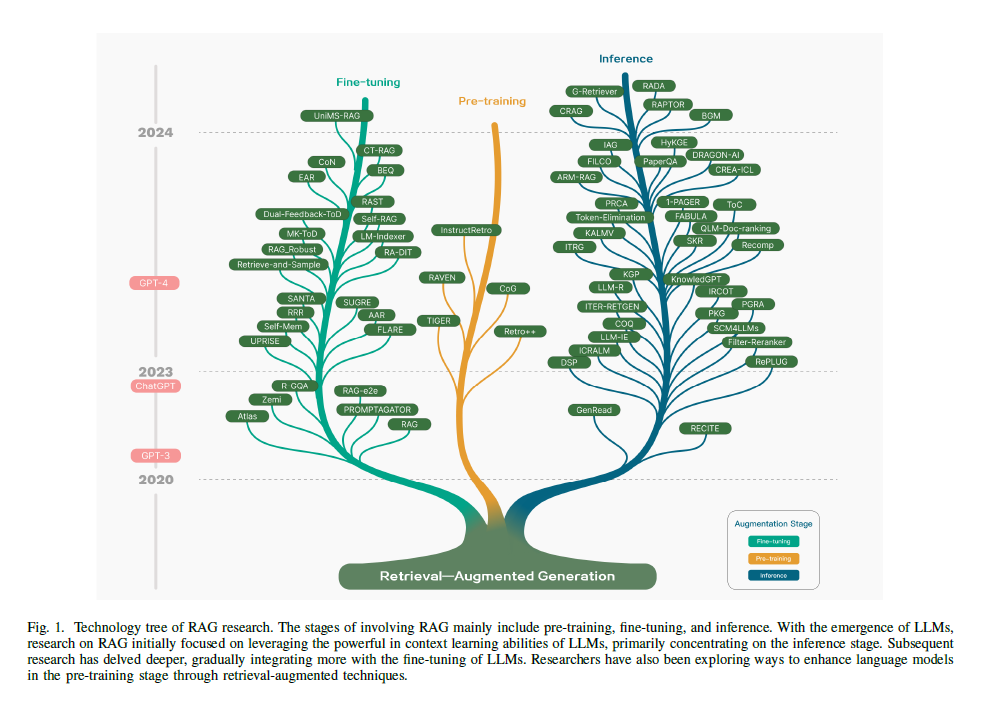 Inference
Fine-tuning
Pre-training
RADA
G-Retriever
RAPTOR
CRAG
BGM
UniMS-RAG
2024
IAG
HyKGE
CT-RAG
DRAGON-AI
CoN
FILCO
PaperQA
BEQ
CREA-ICL
EAR
ARM-RAG
RAST
PRCA
1-PAGER
ToC
Dual-Feedback-ToD
Self-RAG
Token-Elimination
FABULA
InstructRetro
QLM-Doc-ranking
MK-ToD
LM-Indexer
KALMV
SKR
Recomp
RAG_Robust
RA-DIT
ITRG
Retrieve-and-Sample
RAVEN
KGP
KnowledgGPT
GPT-4
CoG
LLM-R
IRCOT
SANTA
SUGRE
ITER-RETGEN
PGRA
RRR
AAR
PKG
TIGER
COQ
Self-Mem
FLARE
Retro++
SCM4LLMs
UPRISE
LLM-IE
Filter-Reranker
ICRALM
DSP
RePLUG
2023
ChatGPT
R-GQA
RAG-e2e
Zemi
PROMPTAGATOR
GenRead
Atlas
RAG
RECITE
GPT-3
2020
Augmentation Stage
Fine-tuning
Pre-training
Inference
Retrieval—Augmented Generation
Fig. 1. Technology tree of RAG research. The stages of involving RAG mainly include pre-training, fine-tuning, and inference. With the emergence of LLMs,
research on RAG initially focused on leveraging the powerful in context learning abilities of LLMs, primarily concentrating on the inference stage. Subsequent
research has delved deeper, gradually integrating more with the fine-tuning of LLMs. Researchers have also been exploring ways to enhance language models
in the pre-training stage through retrieval-augmented techniques.